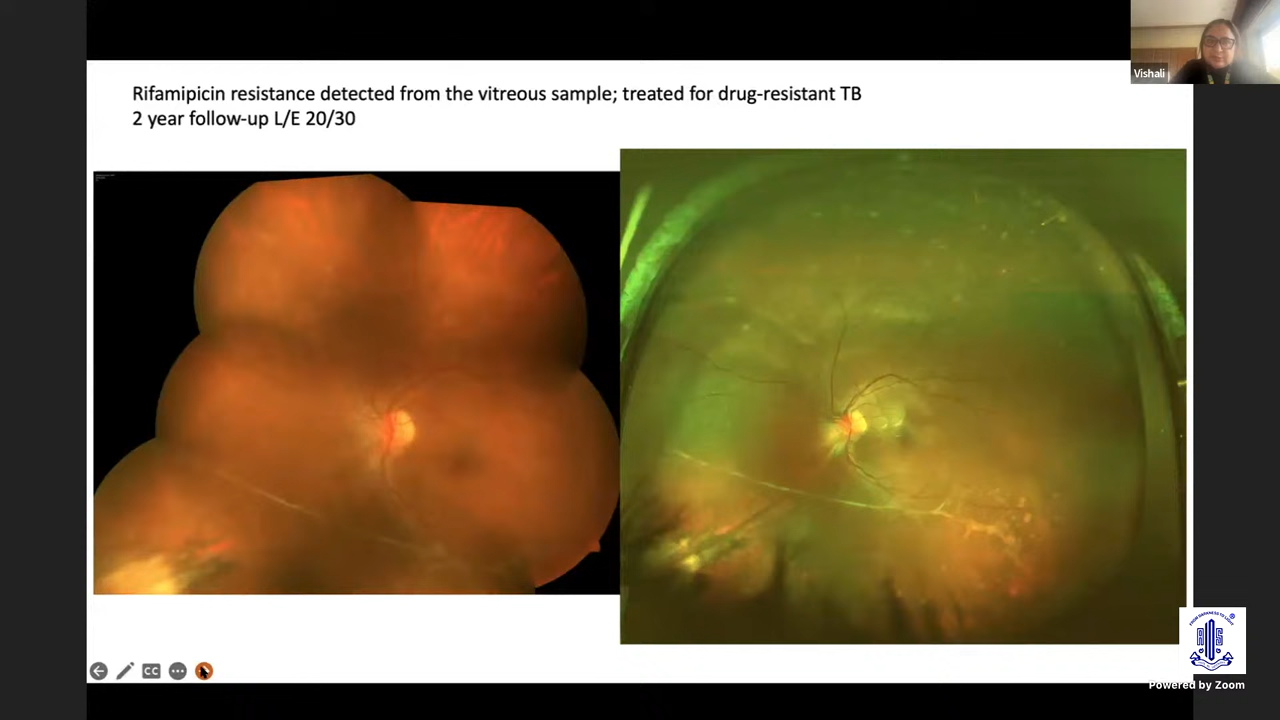 Vishali
Rifamipicin resistance detected from the vitreous sample; treated for drug-resistant TB
2 year follow-up L/E 20/30
CC
Powered by Zoom